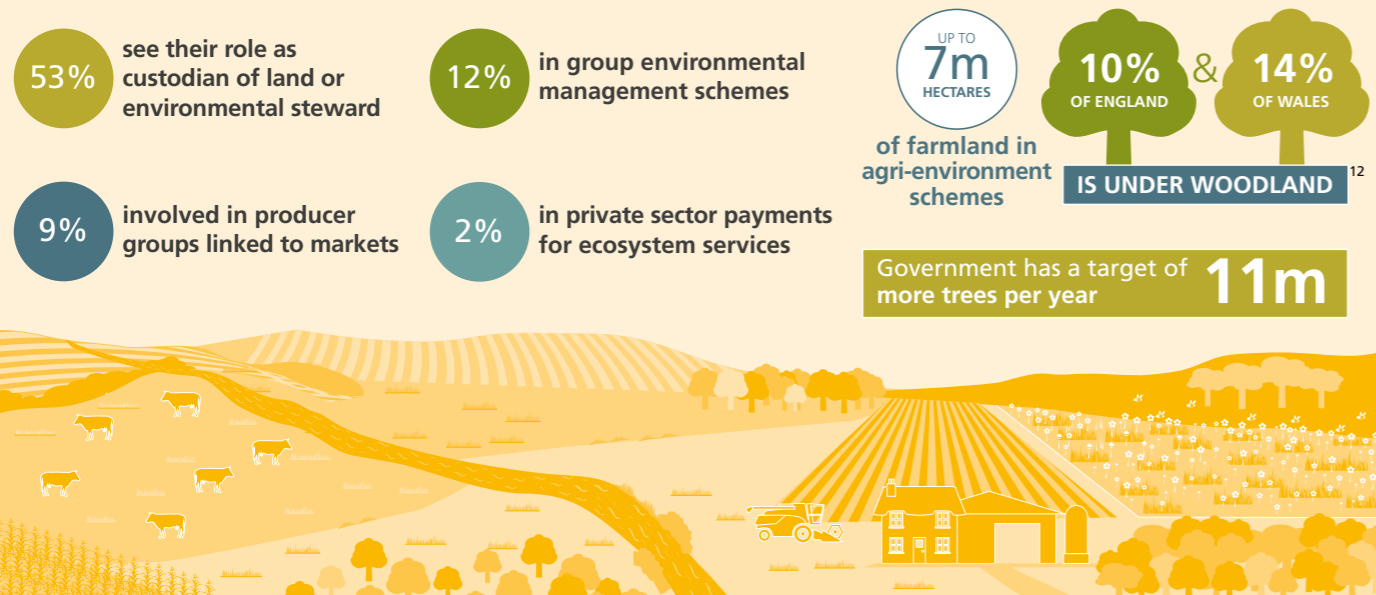 53%
see their role as
custodian of land or
environmental steward
12%
in group environmental
management schemes
9%
involved in producer
groups linked to markets
2%
in private sector payments
for ecosystem services
UP TO
7m
HECTARES
of farmland in
agri-environment
schemes
10%
OF ENGLAND
&
14%
OF WALES
IS UNDER WOODLAND 12
Government has a target of
more trees per year
11m